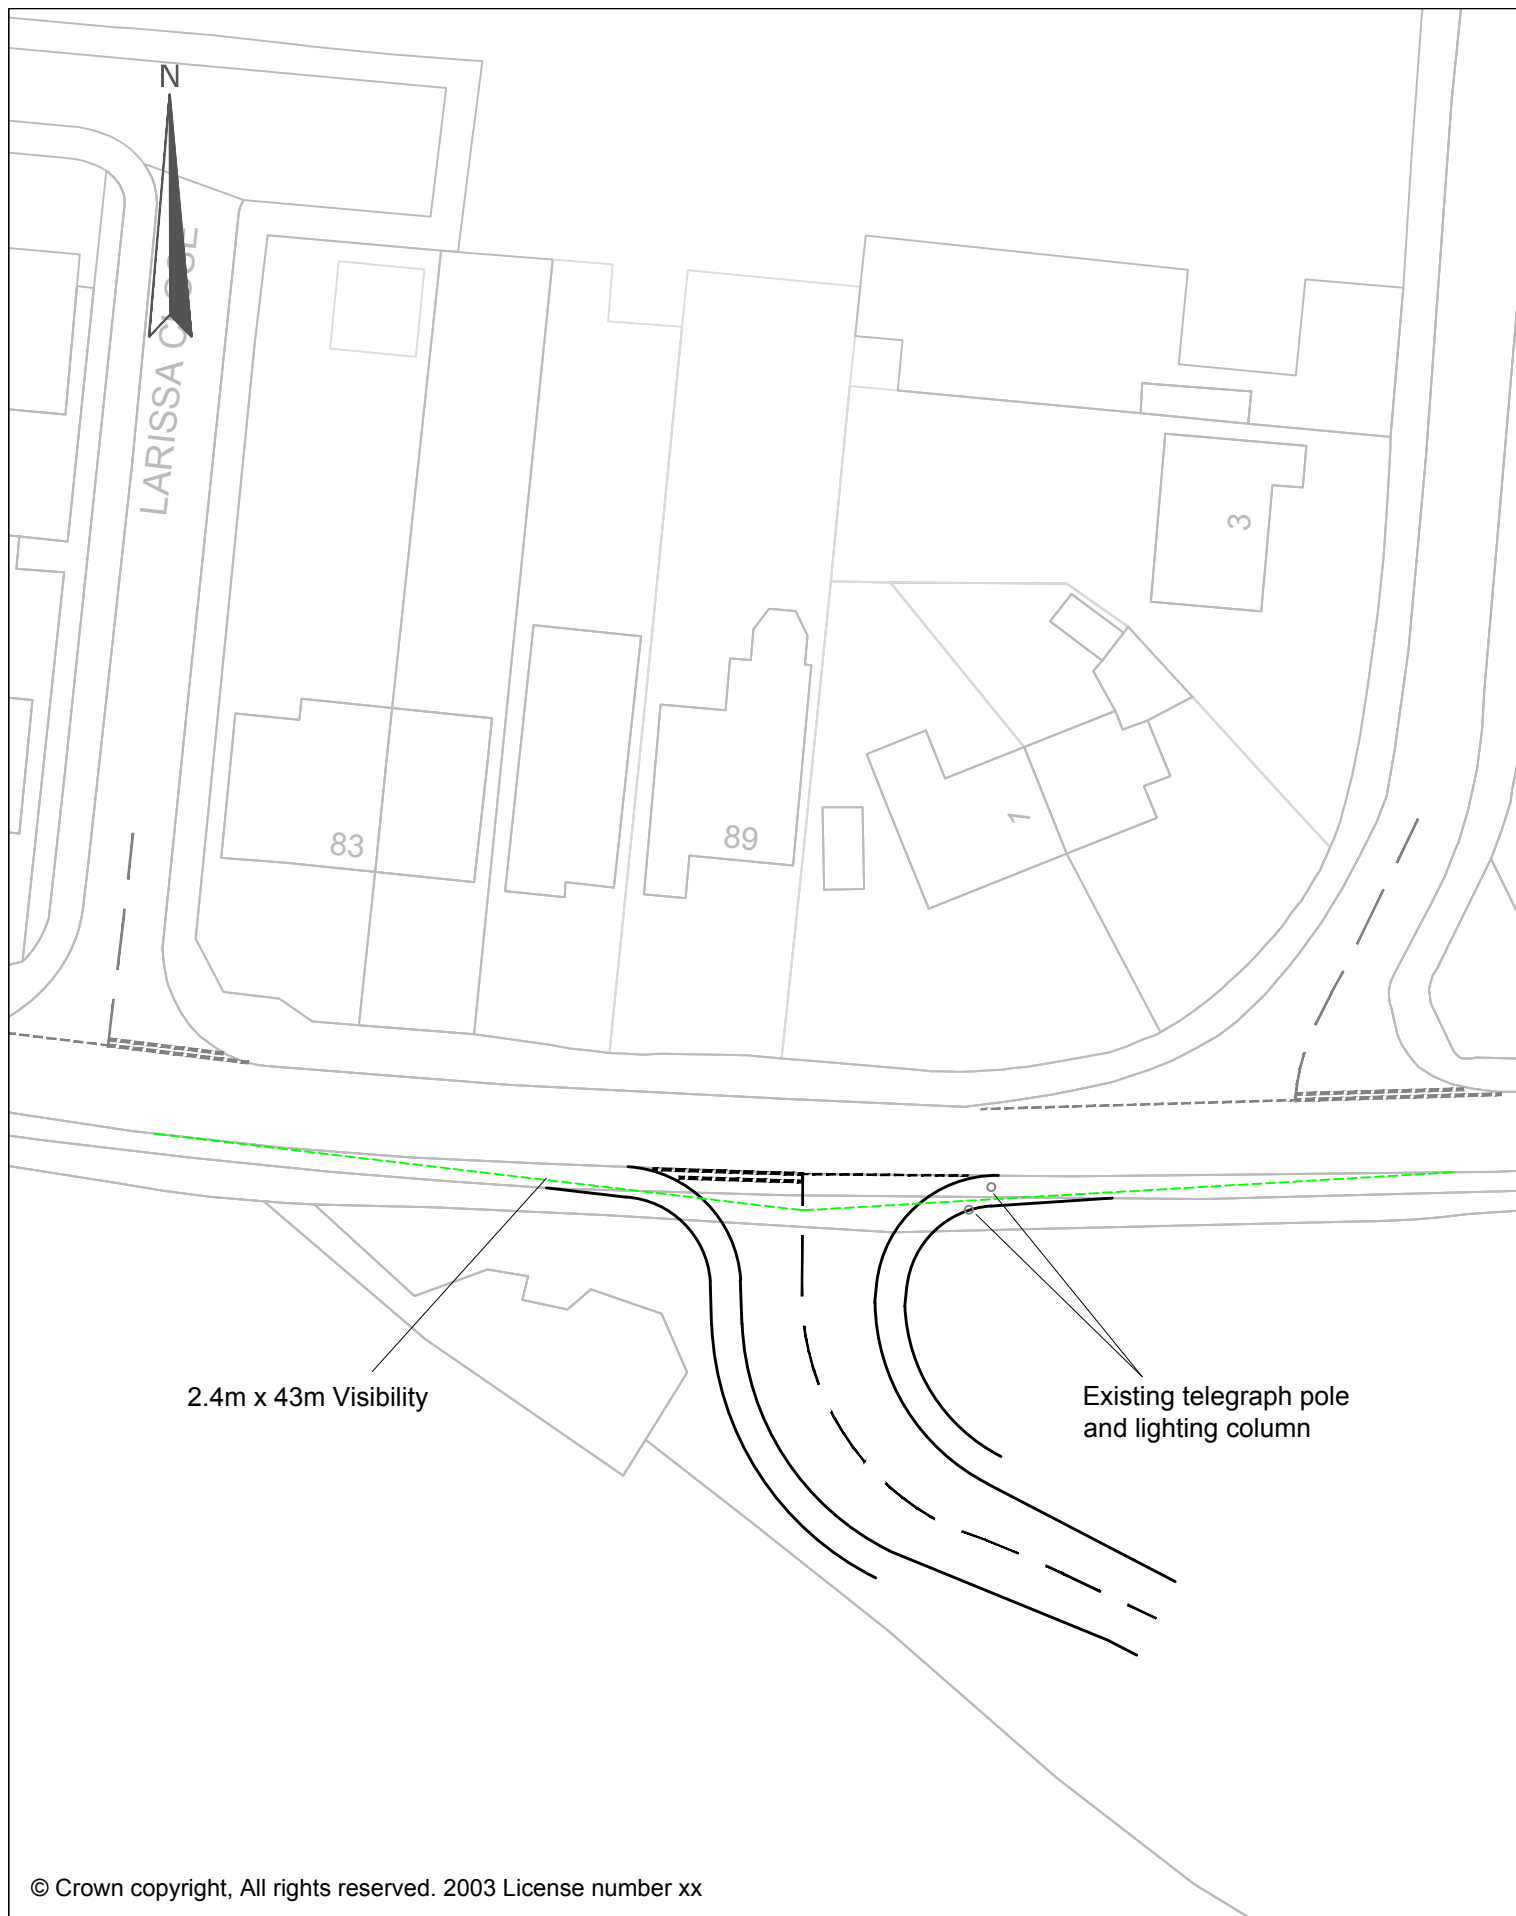 N
LARISSA CLOSE
3
1
83
89
2.4m x 43m Visibility
Existing telegraph pole
and lighting column
© Crown copyright, All rights reserved. 2003 License number xx